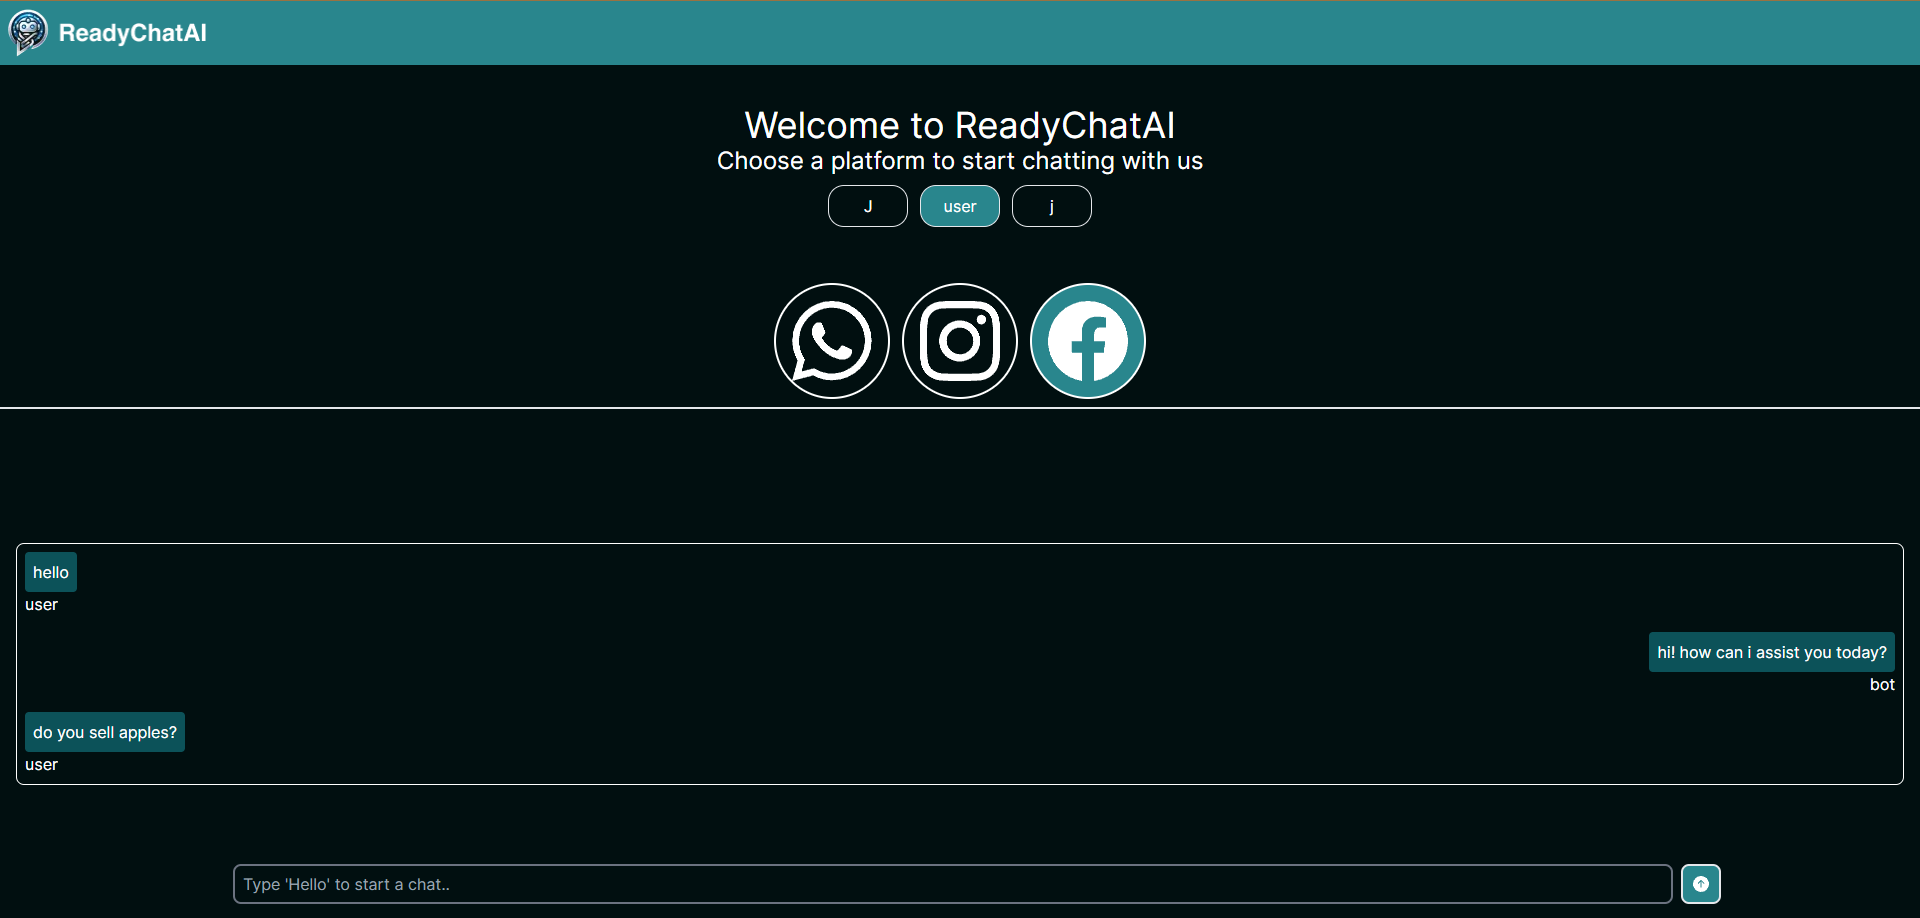 ReadyChatAI
Welcome to ReadyChatAI
Choose a platform to start chatting with us
J user j
hello
user
hi! how can i assist you today?
bot
do you sell apples?
user
Type 'Hello' to start a chat..